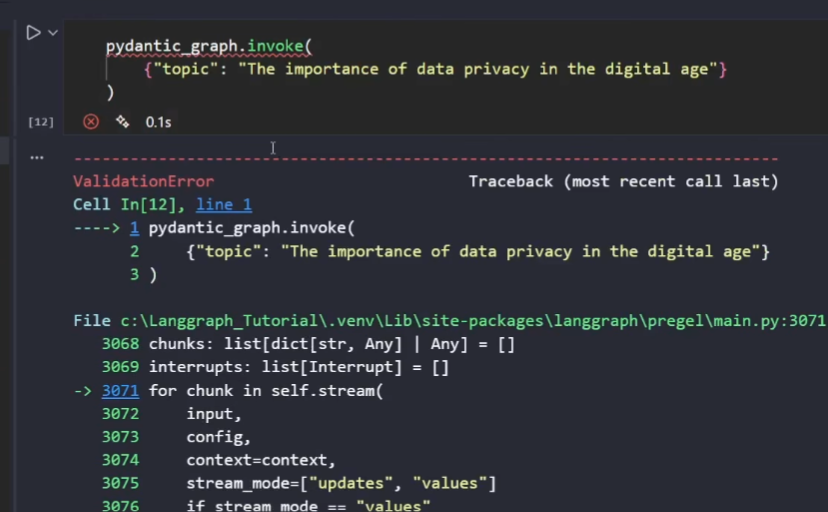 pydantic_graph.invoke(
{"topic": "The importance of data privacy in the digital age"}
)
[12] 0.1s
...
--------------------------------------------------------------------------
ValidationError Traceback (most recent call last)
Cell In[12], line 1
----> 1 pydantic_graph.invoke(
2 {"topic": "The importance of data privacy in the digital age"}
3 )
File c:\Langgraph_Tutorial\.venv\Lib\site-packages\langgraph\pregel\main.py:3071
3068 chunks: list[dict[str, Any] | Any] = []
3069 interrupts: list[Interrupt] = []
-> 3071 for chunk in self.stream(
3072 input,
3073 config,
3074 context=context,
3075 stream_mode=["updates", "values"]
3076 if stream_mode == "values"